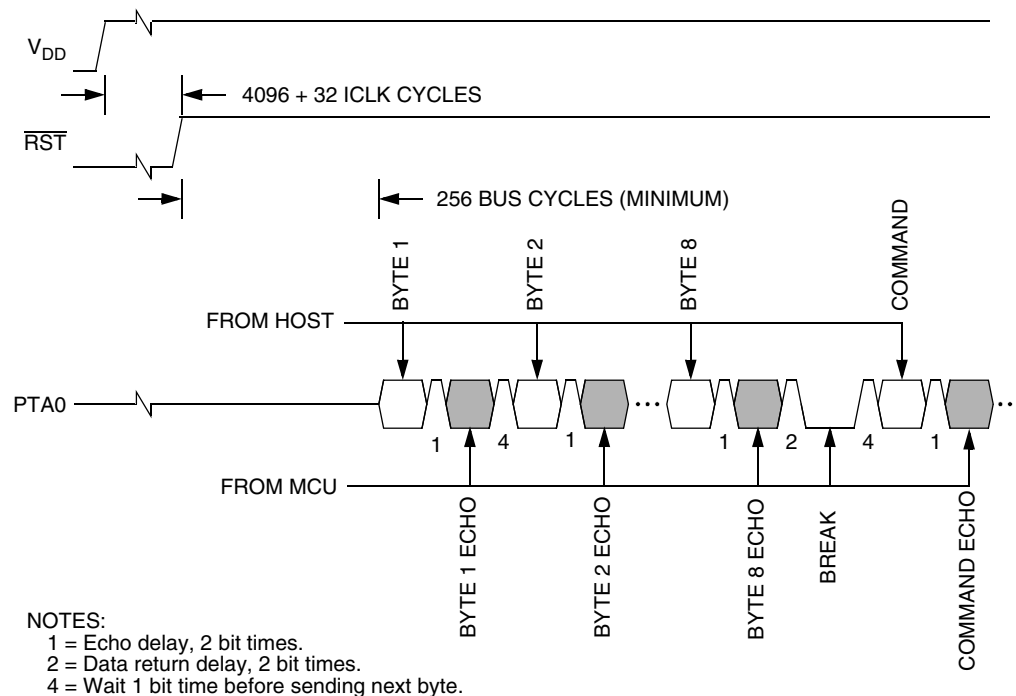 VDD
4096 + 32 ICLK CYCLES
RST
256 BUS CYCLES (MINIMUM)
BYTE 1
BYTE 2
BYTE 8
COMMAND
FROM HOST
PTA0
...
..
1
4
1
1
2
4
1
FROM MCU
BYTE 1 ECHO
BYTE 2 ECHO
BYTE 8 ECHO
BREAK
COMMAND ECHO
NOTES:
1 = Echo delay, 2 bit times.
2 = Data return delay, 2 bit times.
4 = Wait 1 bit time before sending next byte.